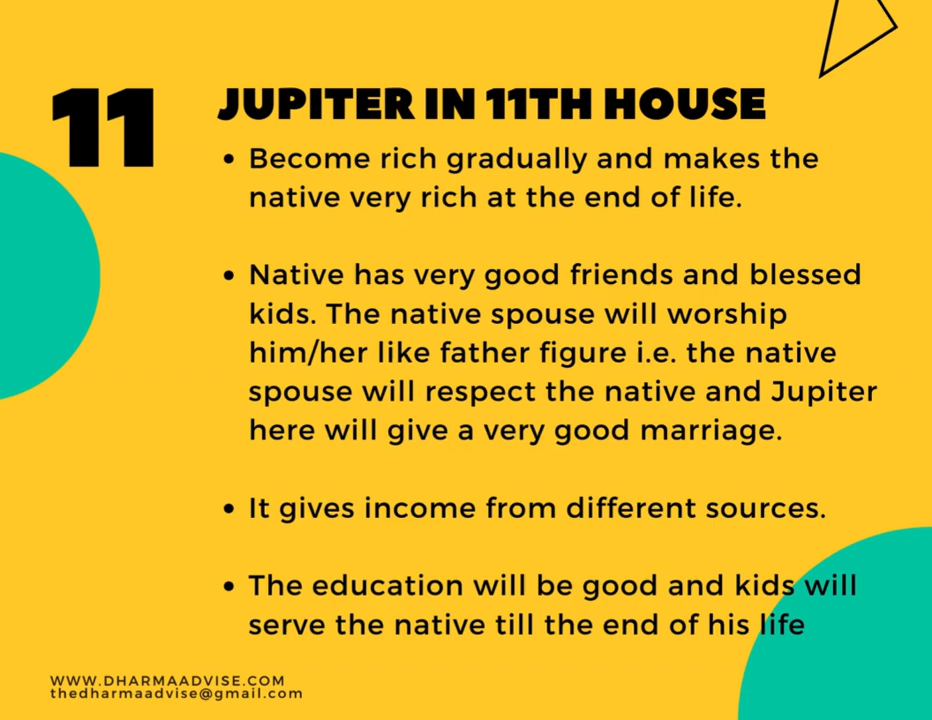 11
JUPITER IN 11TH HOUSE
• Become rich gradually and makes the
native very rich at the end of life.
• Native has very good friends and blessed
kids. The native spouse will worship
him/her like father figure i.e. the native
spouse will respect the native and Jupiter
here will give a very good marriage.
• It gives income from different sources.
• The education will be good and kids will
serve the native till the end of his life
WWW.DHARMAADVISE.COM
thedharmaadvise@gmail.com